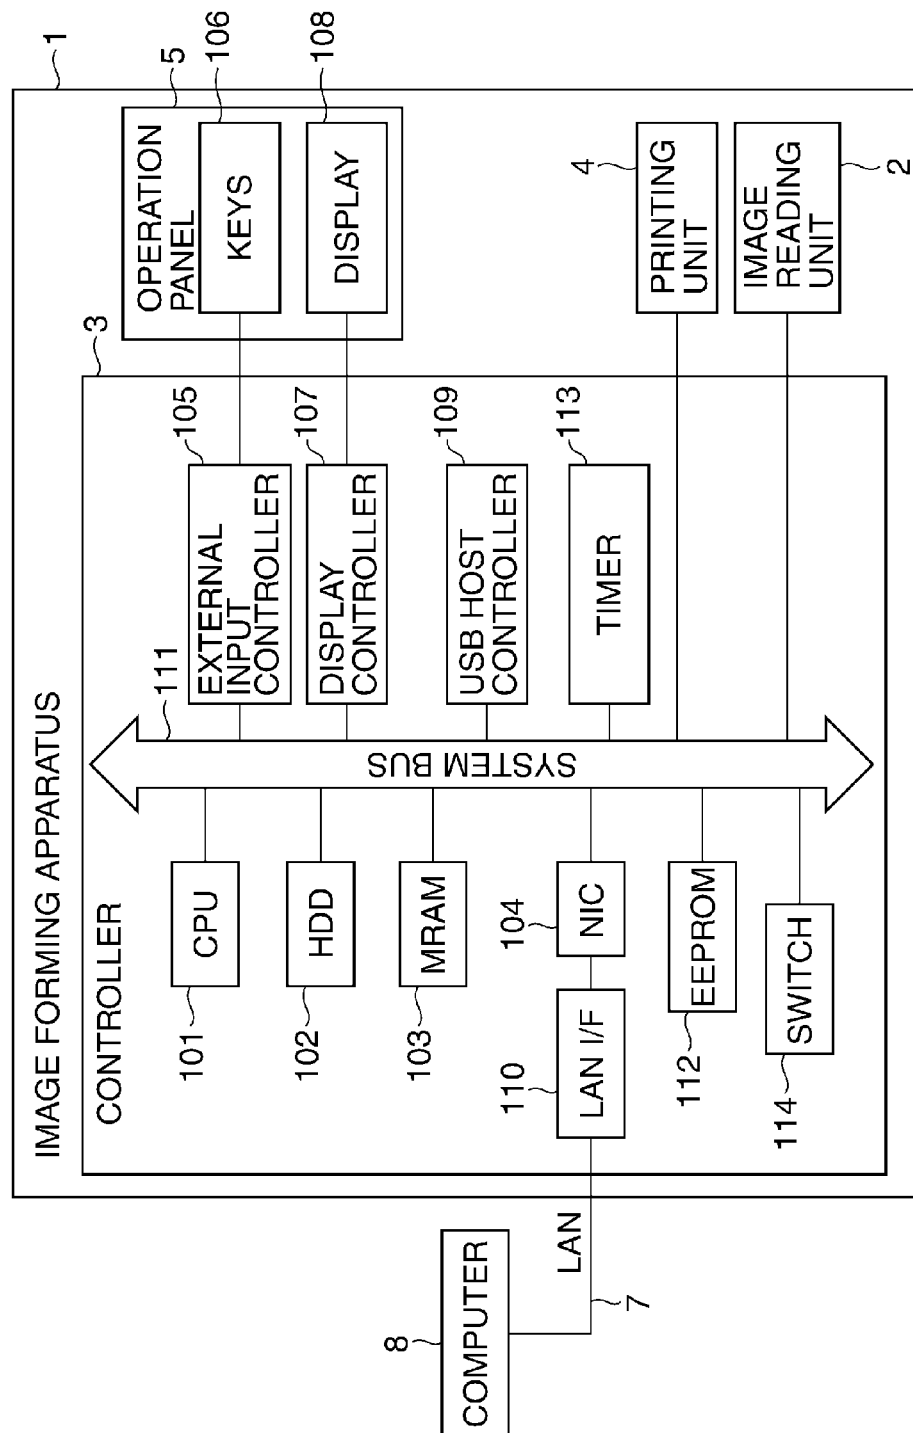 IMAGE FORMING APPARATUS
1
CONTROLLER
3
OPERATION
PANEL
5
KEYS
106
DISPLAY
108
CPU
101
HDD
102
MRAM
103
NIC
104
LAN I/F
110
EEPROM
112
SWITCH
114
SYSTEM BUS
111
EXTERNAL
INPUT
CONTROLLER
105
DISPLAY
CONTROLLER
107
USB HOST
CONTROLLER
109
TIMER
113
PRINTING
UNIT
4
IMAGE
READING
UNIT
2
COMPUTER
8
LAN
7